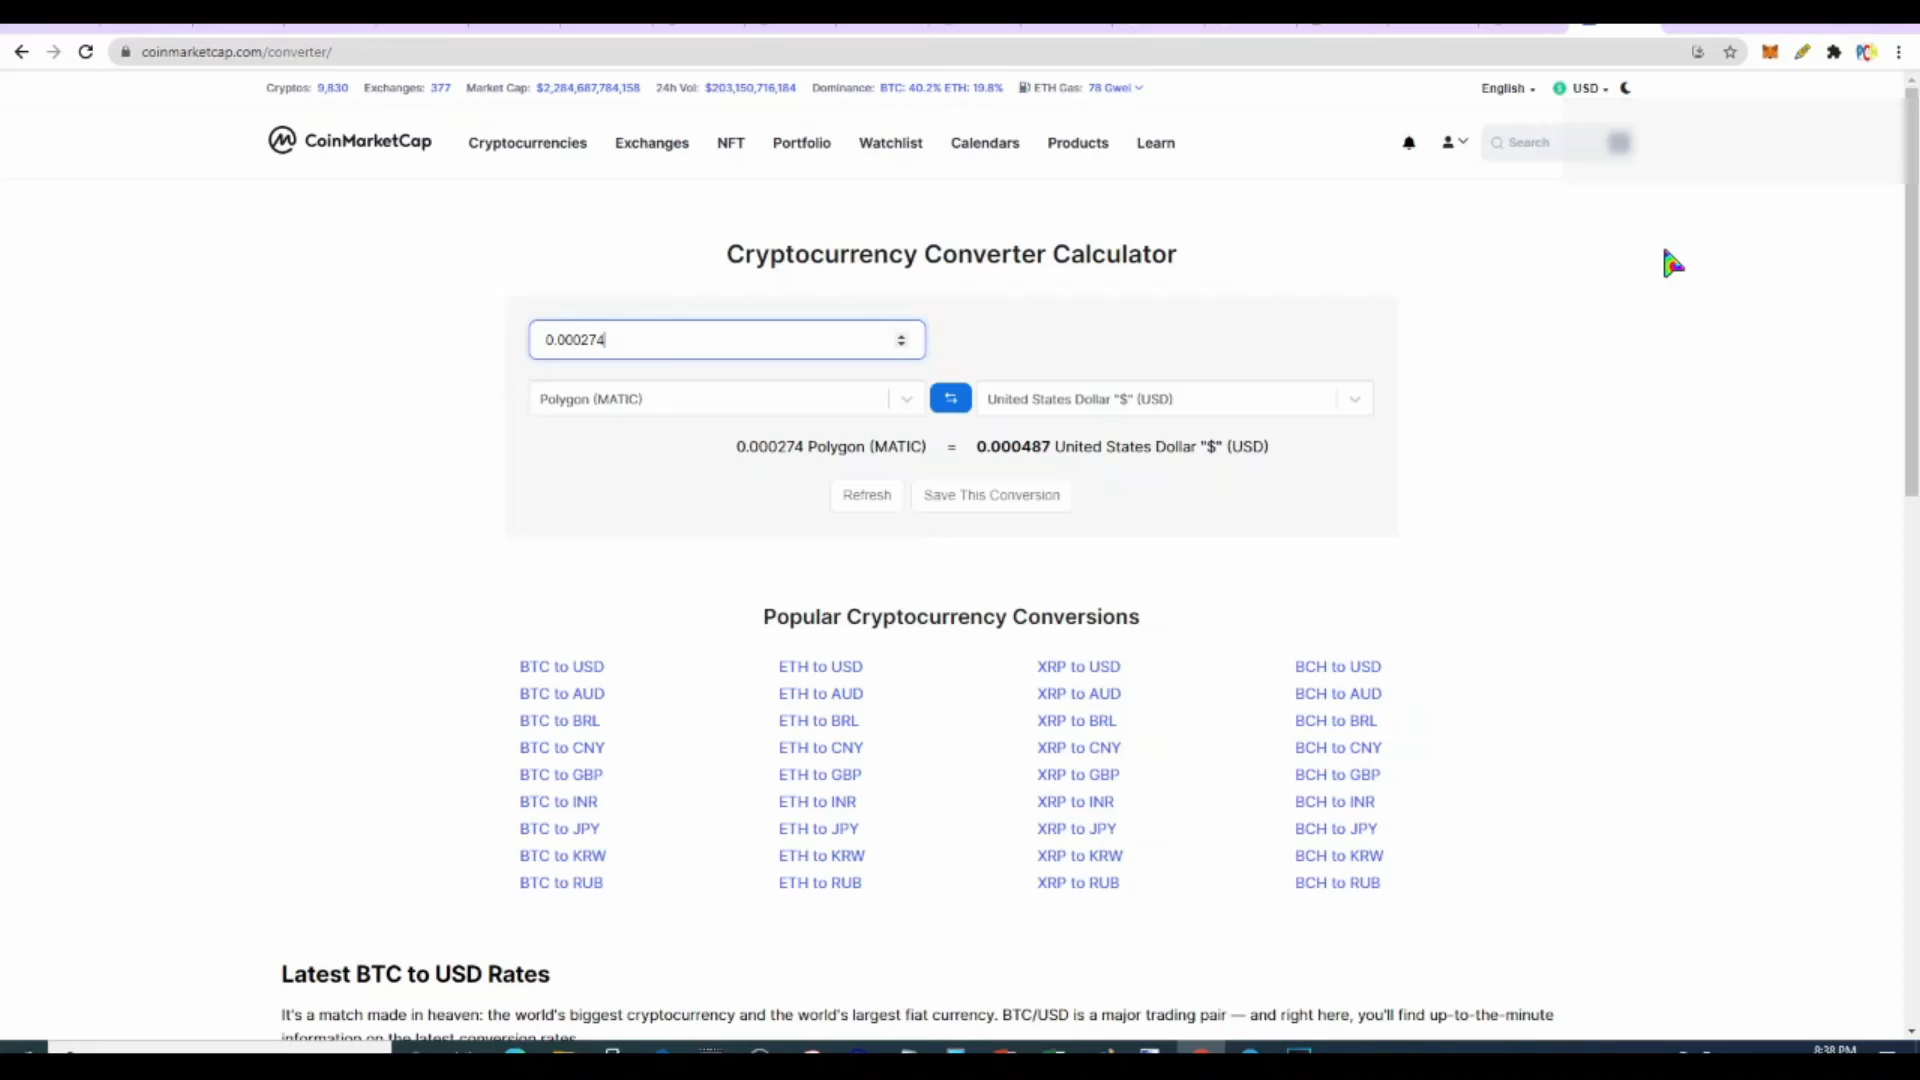 coinmarketcap.com/converter/
Cryptos: 9,830 Exchanges: 377 Market Cap: $2,284,687,784,158 24h Vol: $203,150,716,184 Dominance: BTC: 40.2% ETH: 19.8% ETH Gas: 78 Gwei English USD
CoinMarketCap Cryptocurrencies Exchanges NFT Portfolio Watchlist Calendars Products Learn Search
Cryptocurrency Converter Calculator
0.000274
Polygon (MATIC) United States Dollar "$" (USD)
0.000274 Polygon (MATIC) = 0.000487 United States Dollar "$" (USD)
Refresh Save This Conversion
Popular Cryptocurrency Conversions
BTC to USD ETH to USD XRP to USD BCH to USD
BTC to AUD ETH to AUD XRP to AUD BCH to AUD
BTC to BRL ETH to BRL XRP to BRL BCH to BRL
BTC to CNY ETH to CNY XRP to CNY BCH to CNY
BTC to GBP ETH to GBP XRP to GBP BCH to GBP
BTC to INR ETH to INR XRP to INR BCH to INR
BTC to JPY ETH to JPY XRP to JPY BCH to JPY
BTC to KRW ETH to KRW XRP to KRW BCH to KRW
BTC to RUB ETH to RUB XRP to RUB BCH to RUB
Latest BTC to USD Rates
It's a match made in heaven: the world's biggest cryptocurrency and the world's largest fiat currency. BTC/USD is a major trading pair — and right here, you'll find up-to-the-minute
information on the latest conversion rates.
8:38 PM